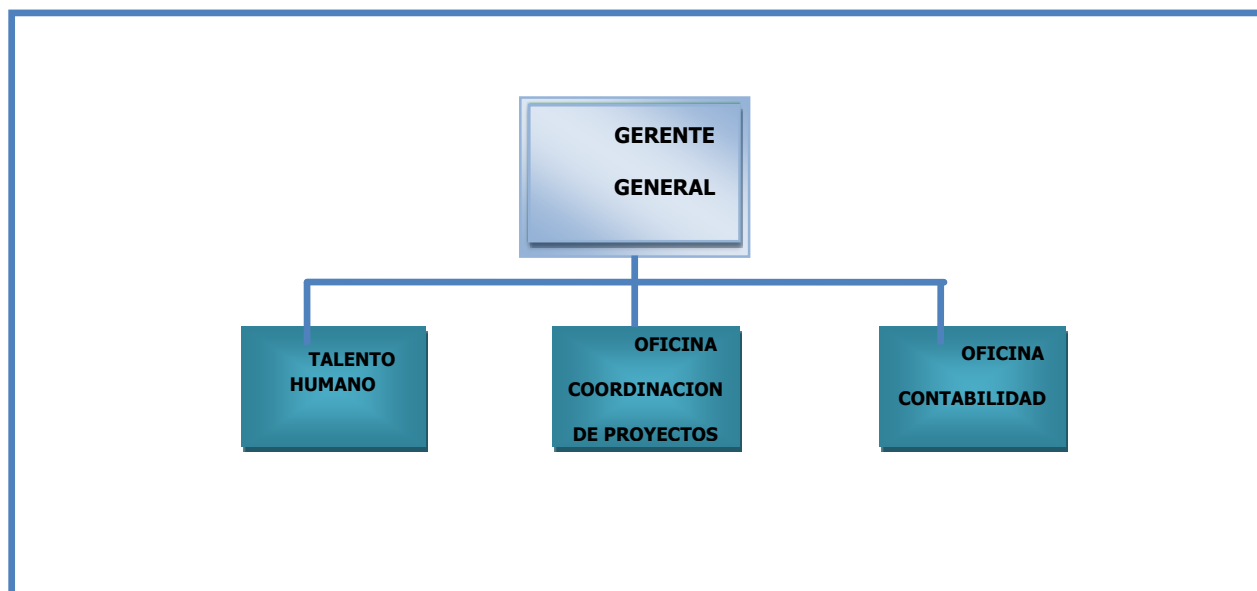 GERENTE
GENERAL
TALENTO
HUMANO
OFICINA
COORDINACION
DE PROYECTOS
OFICINA
CONTABILIDAD